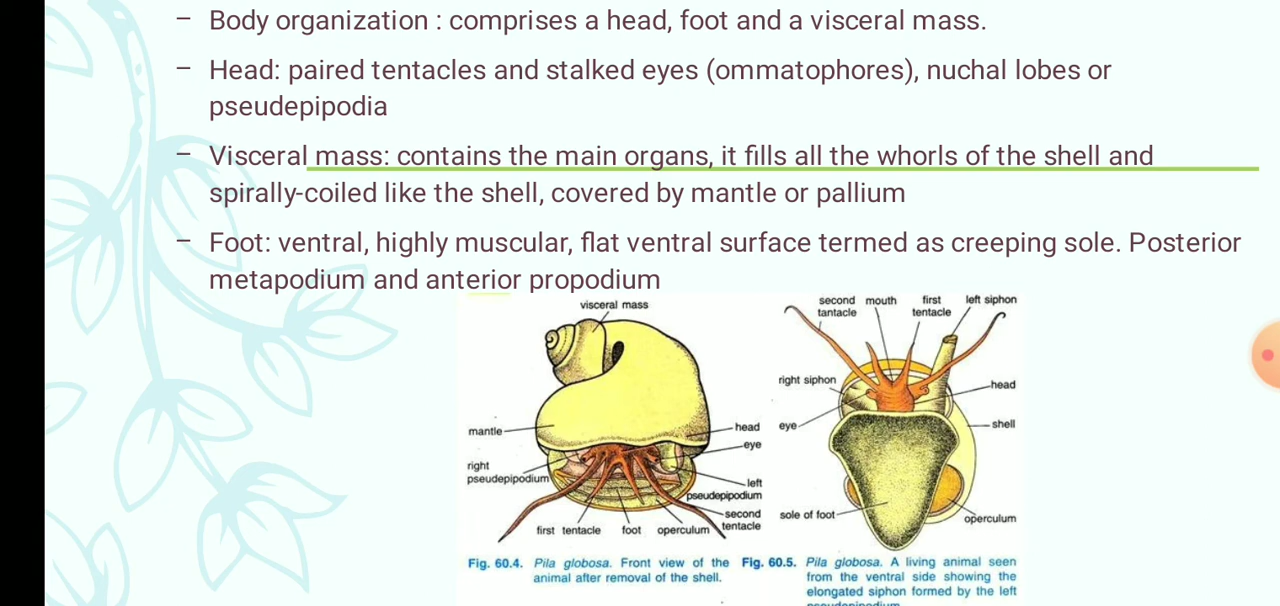 – Body organization : comprises a head, foot and a visceral mass.
– Head: paired tentacles and stalked eyes (ommatophores), nuchal lobes or
pseudepipodia
– Visceral mass: contains the main organs, it fills all the whorls of the shell and
spirally-coiled like the shell, covered by mantle or pallium
– Foot: ventral, highly muscular, flat ventral surface termed as creeping sole. Posterior
metapodium and anterior propodium
visceral mass
mantle
head
eye
right
pseudepipodium
left
pseudepipodium
second
tentacle
first tentacle
foot
operculum
Fig. 60.4. Pila globosa. Front view of the
animal after removal of the shell.
second
tantacle
mouth
first
tentacle
left siphon
right siphon
head
eye
shell
sole of foot
operculum
Fig. 60.5. Pila globosa. A living animal seen
from the ventral side showing the
elongated siphon formed by the left